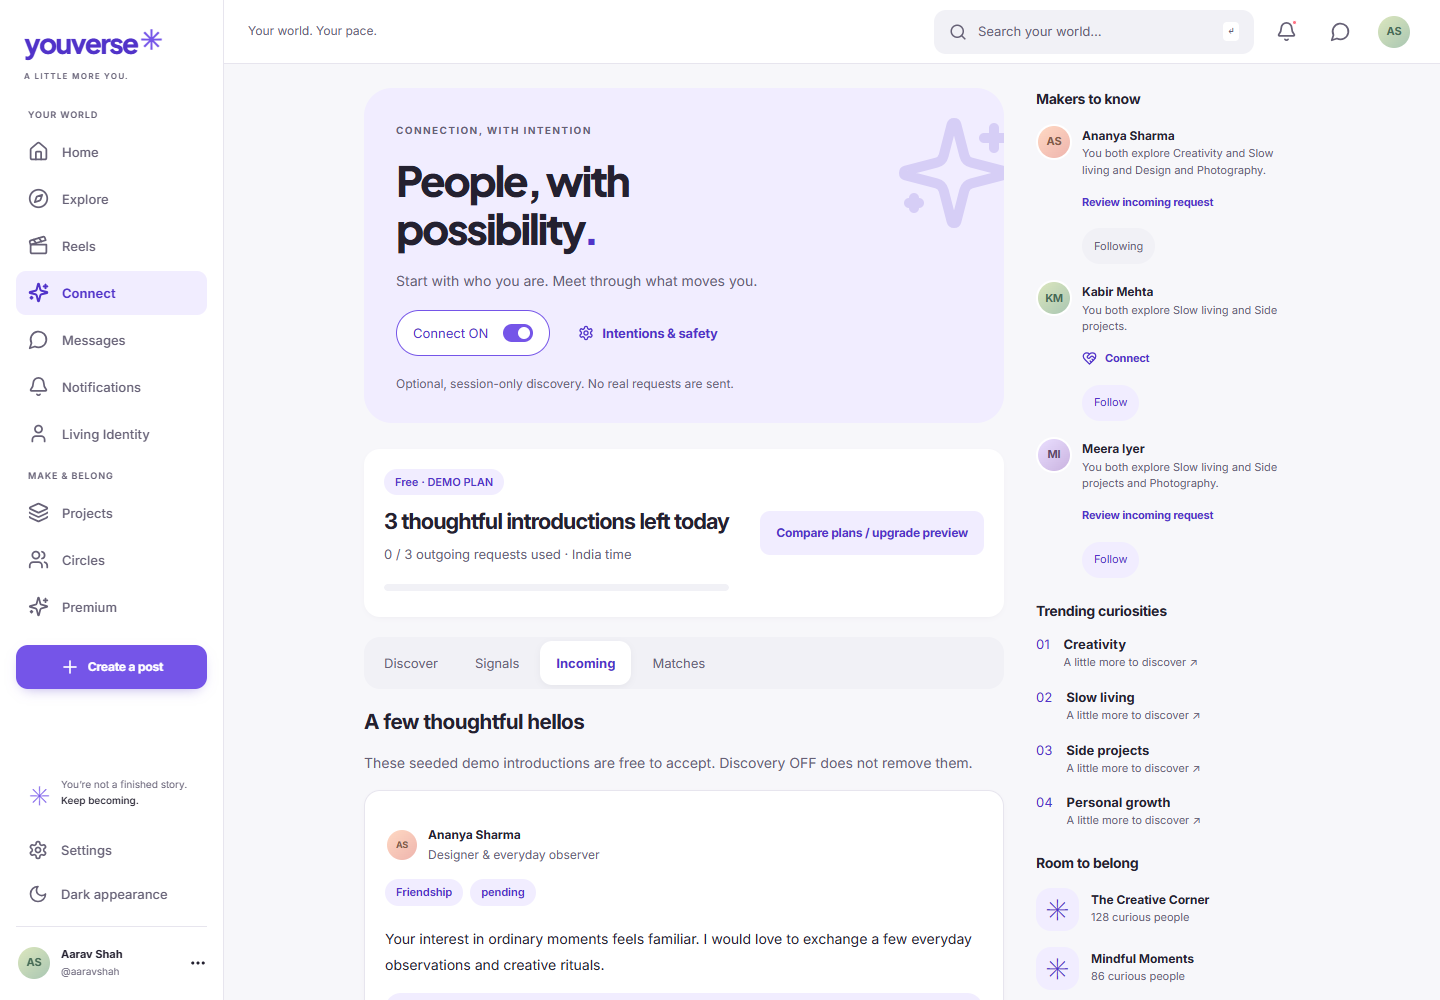 youverse
A LITTLE MORE YOU.
YOUR WORLD
Home
Explore
Reels
Connect
Messages
Notifications
Living Identity
MAKE & BELONG
Projects
Circles
Premium
Create a post
You're not a finished story.
Keep becoming.
Settings
Dark appearance
AS
Aarav Shah
@aaravshah
Your world. Your pace.
Search your world...
AS
CONNECTION, WITH INTENTION
People, with
possibility.
Start with who you are. Meet through what moves you.
Connect ON
Intentions & safety
Optional, session-only discovery. No real requests are sent.
Free · DEMO PLAN
3 thoughtful introductions left today
0 / 3 outgoing requests used · India time
Compare plans / upgrade preview
Discover
Signals
Incoming
Matches
A few thoughtful hellos
These seeded demo introductions are free to accept. Discovery OFF does not remove them.
AS
Ananya Sharma
Designer & everyday observer
Friendship
pending
Your interest in ordinary moments feels familiar. I would love to exchange a few everyday
observations and creative rituals.
Makers to know
AS
Ananya Sharma
You both explore Creativity and Slow
living and Design and Photography.
Review incoming request
Following
KM
Kabir Mehta
You both explore Slow living and Side
projects.
Connect
Follow
MI
Meera Iyer
You both explore Slow living and Side
projects and Photography.
Review incoming request
Follow
Trending curiosities
01 Creativity
A little more to discover ↗
02 Slow living
A little more to discover ↗
03 Side projects
A little more to discover ↗
04 Personal growth
A little more to discover ↗
Room to belong
The Creative Corner
128 curious people
Mindful Moments
86 curious people